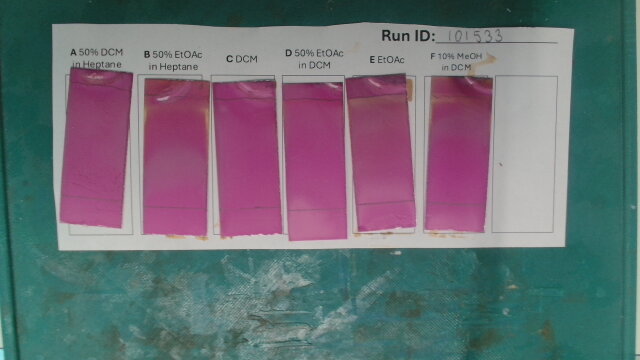 Run ID: 101533
A 50% DCM
in Heptane
B 50% EtOAc
in Heptane
C DCM
D 50% EtOAc
in DCM
E EtOAc
F 10% MeOH
in DCM